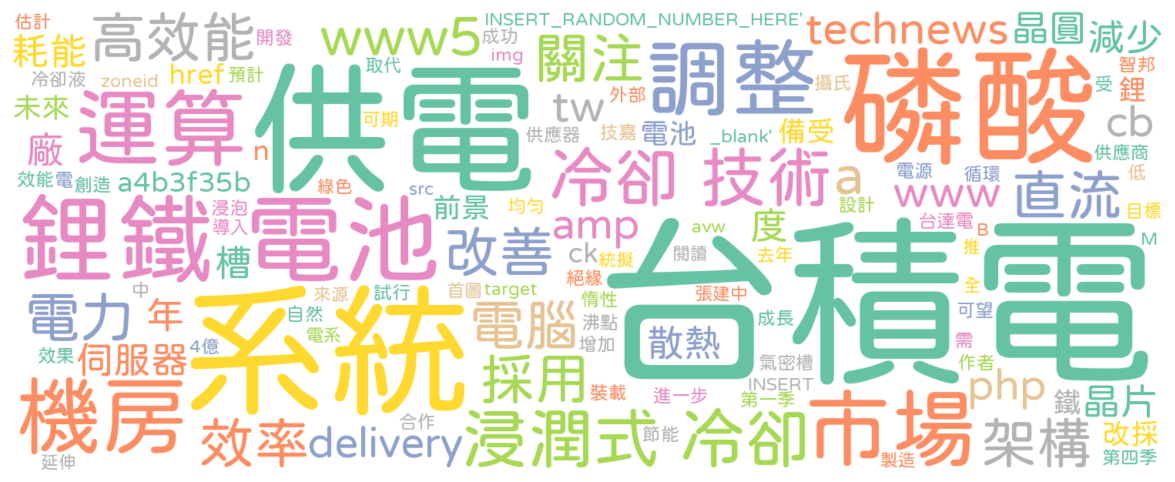 估計
耗能
高效能
開發
www5
成功
INSERT_RANDOM_NUMBER_HERE'
img
關注
調整
technews
晶圓
減少
冷卻液
zoneid
href
預計
取代
供電
tw
外部
攝氏
磷酸
智邦
受
鋰
cb
未來
運算
可期
供應器
技嘉
電池
_blank'
備受
供應商
廠
n
冷卻
技術
a
電源
循環
低
效能
電
創造
a4b3f35b
綠色
src
前景
均勻
www
直流
設計
目標
鋰鐵
電池
浸泡
導入
槽
改善
amp
avw
度
台達電
推
B
M
ck
統擬
閱讀
去年
全
中
來源
試行
首圖
target
絕緣
惰性
張建中
台積電
可望
電力
年
系統
自然
電系
4億
電腦
沸點
增加
散熱
成長
需
作者
效果
伺服器
採用
裝載
進一步
氣密槽
INSERT
第一季
php
鐵
晶片
機房
效率
delivery
合作
浸潤式
節能
冷卻
市場
製造
架構
改採
第四季
延伸